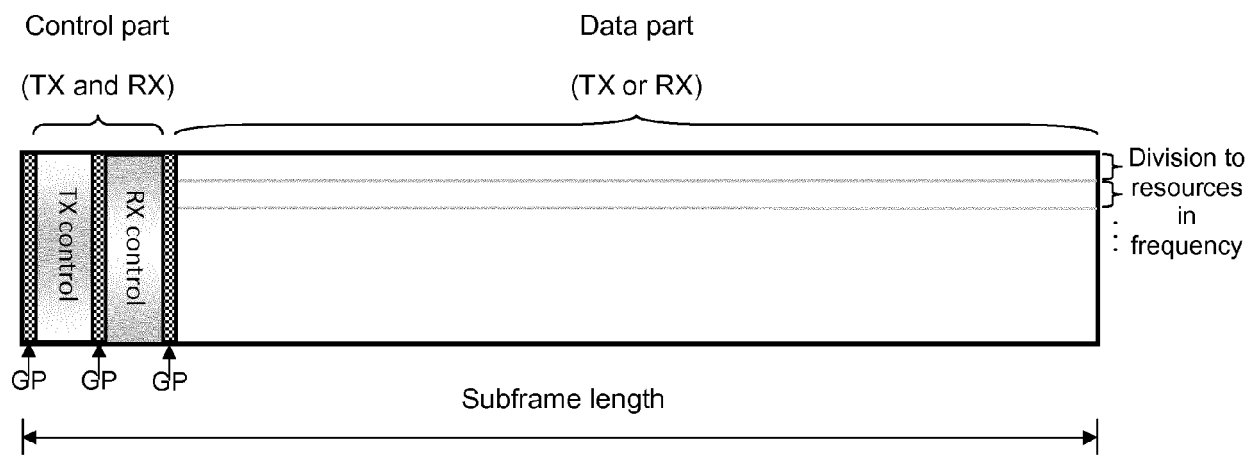 Control part
(TX and RX)
Data part
(TX or RX)
TX control
RX control
Division to
resources
in
frequency
GP
GP
GP
Subframe length